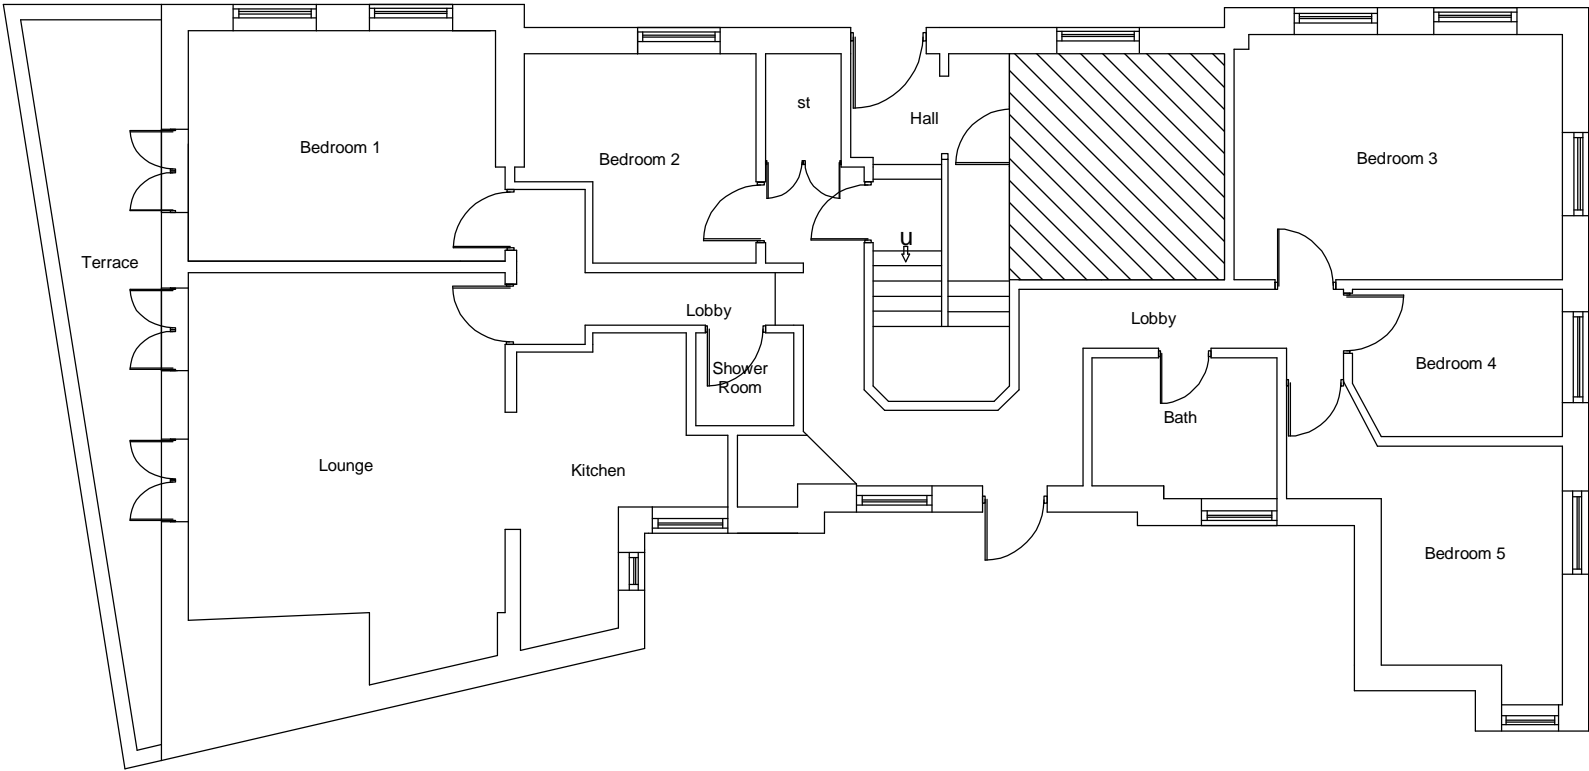 Bedroom 1
Bedroom 2
st
Hall
Bedroom 3
Terrace
u
Lobby
Lobby
Shower
Room
Bedroom 4
Bath
Lounge
Kitchen
Bedroom 5